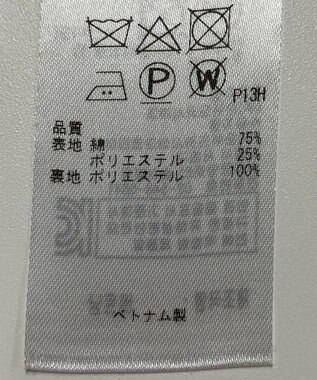 P
W
P13H
品質
表地 綿 75%
ポリエステル 25%
裏地 ポリエステル 100%
ベトナム製